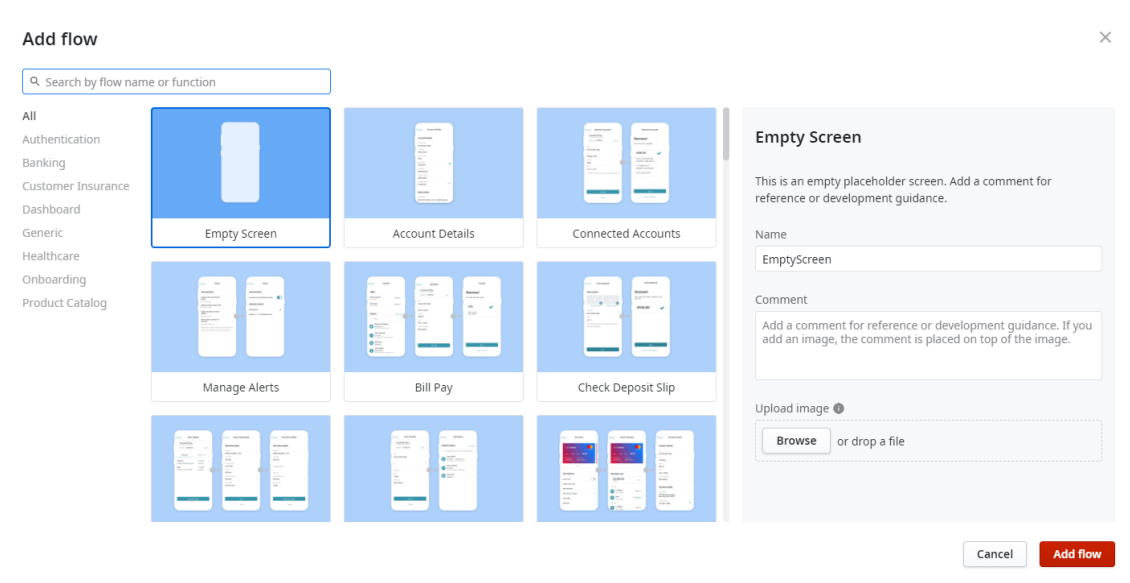 Add flow
Search by flow name or function
All
Authentication
Banking
Customer Insurance
Dashboard
Generic
Healthcare
Onboarding
Product Catalog
Empty Screen
Account Details
Connected Accounts
Manage Alerts
Bill Pay
Check Deposit Slip
Empty Screen
This is an empty placeholder screen. Add a comment for
reference or development guidance.
Name
EmptyScreen
Comment
Add a comment for reference or development guidance. If you
add an image, the comment is placed on top of the image.
Upload image
Browse or drop a file
Cancel
Add flow